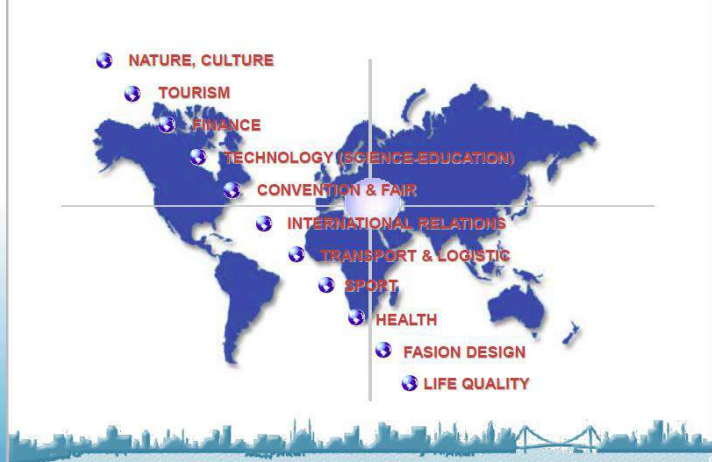 NATURE, CULTURE
TOURISM
FINANCE
TECHNOLOGY (SCIENCE-EDUCATION)
CONVENTION & FAIR
INTERNATIONAL RELATIONS
TRANSPORT & LOGISTIC
SPORT
HEALTH
FASION DESIGN
LIFE QUALITY